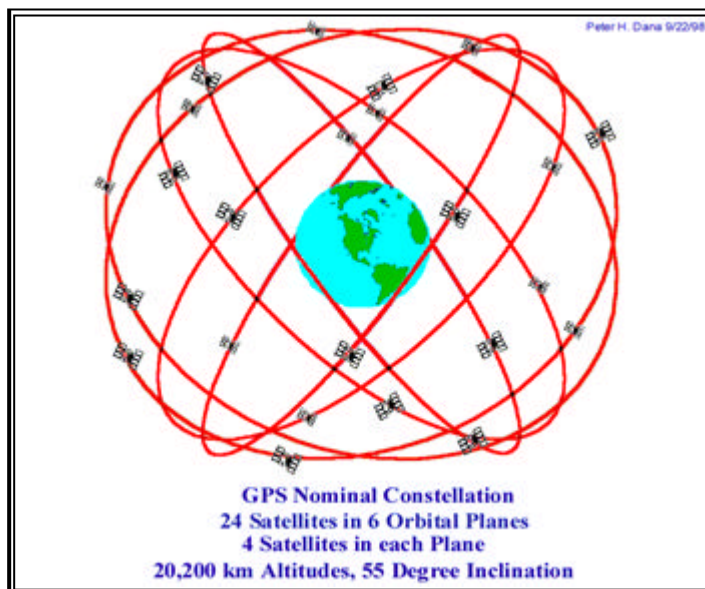 Peter H. Dana 9/22/98
GPS Nominal Constellation
24 Satellites in 6 Orbital Planes
4 Satellites in each Plane
20,200 km Altitudes, 55 Degree Inclination